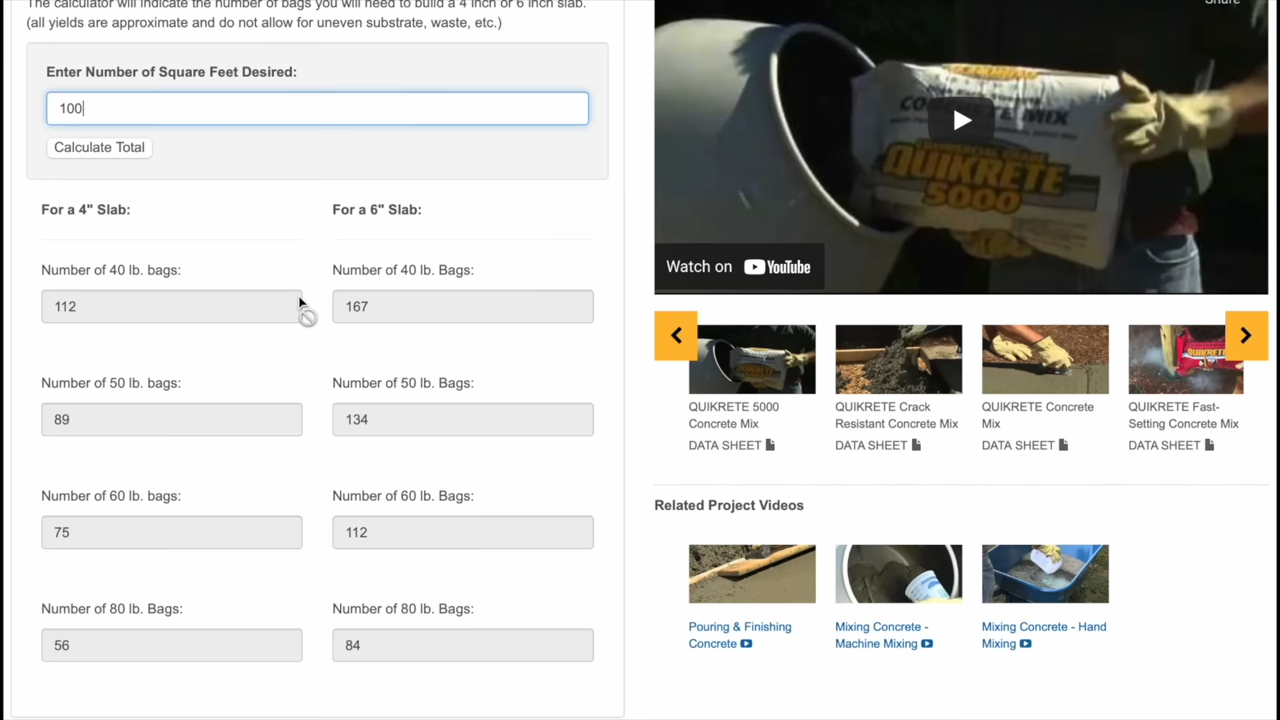 The calculator will indicate the number of bags you will need to build a 4 inch or 6 inch slab.
(all yields are approximate and do not allow for uneven substrate, waste, etc.)
Enter Number of Square Feet Desired:
100
Calculate Total
For a 4" Slab:
For a 6" Slab:
Number of 40 lb. bags:
Number of 40 lb. Bags:
112
167
Number of 50 lb. bags:
Number of 50 lb. Bags:
89
134
Number of 60 lb. bags:
Number of 60 lb. Bags:
75
112
Number of 80 lb. Bags:
Number of 80 lb. Bags:
56
84
Share
CONCRETE MIX
COMMERCIAL GRADE
QUIKRETE
5000
Watch on YouTube
QUIKRETE 5000
Concrete Mix
DATA SHEET
QUIKRETE Crack
Resistant Concrete Mix
DATA SHEET
QUIKRETE Concrete
Mix
DATA SHEET
QUIKRETE
QUIKRETE Fast-
Setting Concrete Mix
DATA SHEET
Related Project Videos
Pouring & Finishing
Concrete
Mixing Concrete -
Machine Mixing
Mixing Concrete - Hand
Mixing